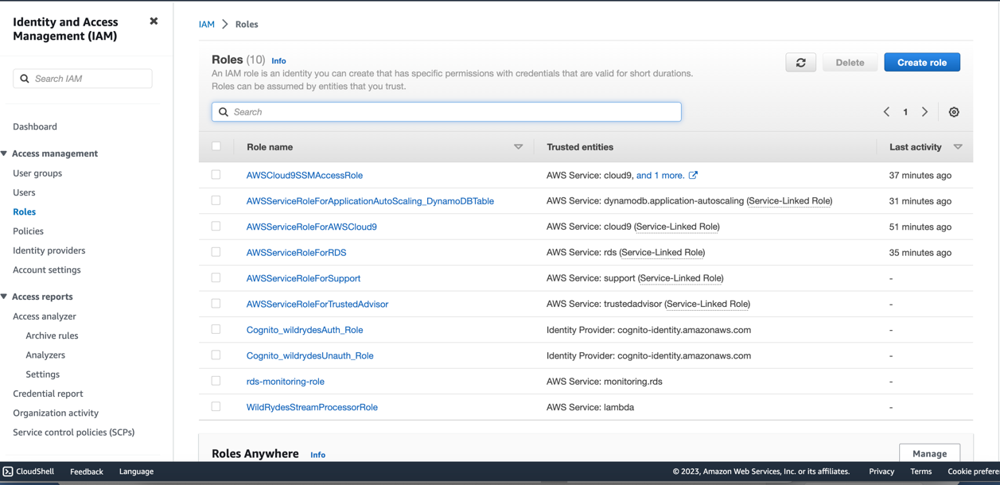 Identity and Access
Management (IAM)
Search IAM
Dashboard
Access management
User groups
Users
Roles
Policies
Identity providers
Account settings
Access reports
Access analyzer
Archive rules
Analyzers
Settings
Credential report
Organization activity
Service control policies (SCPs)
IAM > Roles
Roles (10) Info
An IAM role is an identity you can create that has specific permissions with credentials that are valid for short durations.
Roles can be assumed by entities that you trust.
Delete
Create role
Search
1
Role name Trusted entities Last activity
AWSCloud9SSMAccessRole AWS Service: cloud9, and 1 more. 37 minutes ago
AWSServiceRoleForApplicationAutoScaling_DynamoDBTable AWS Service: dynamodb.application-autoscaling (Service-Linked Role) 31 minutes ago
AWSServiceRoleForAWSCloud9 AWS Service: cloud9 (Service-Linked Role) 51 minutes ago
AWSServiceRoleForRDS AWS Service: rds (Service-Linked Role) 35 minutes ago
AWSServiceRoleForSupport AWS Service: support (Service-Linked Role) -
AWSServiceRoleForTrustedAdvisor AWS Service: trustedadvisor (Service-Linked Role) -
Cognito_wildrydesAuth_Role Identity Provider: cognito-identity.amazonaws.com -
Cognito_wildrydesUnauth_Role Identity Provider: cognito-identity.amazonaws.com -
rds-monitoring-role AWS Service: monitoring.rds -
WildRydesStreamProcessorRole AWS Service: lambda -
Roles Anywhere Info
Manage
CloudShell Feedback Language © 2023, Amazon Web Services, Inc. or its affiliates. Privacy Terms Cookie prefere